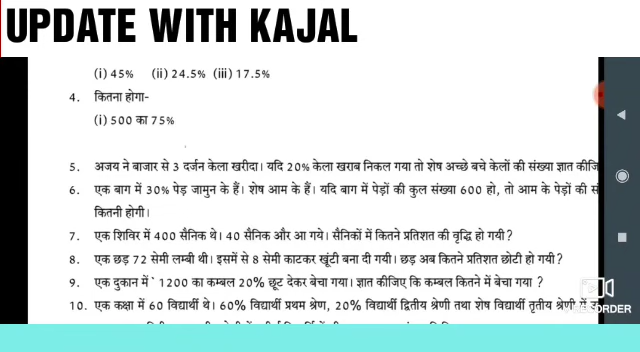 UPDATE WITH KAJAL
(i) 45% (ii) 24.5% (iii) 17.5%
4. कितना होगा-
(i) 500 का 75%
5. अजय ने बाजार से 3 दर्जन केला खरीदा। यदि 20% केला खराब निकल गया तो शेष अच्छे बचे केलों की संख्या ज्ञात कीजि
6. एक बाग में 30% पेड़ जामुन के हैं। शेष आम के हैं। यदि बाग में पेड़ों की कुल संख्या 600 हो, तो आम के पेड़ों की सं
कितनी होगी।
7. एक शिविर में 400 सैनिक थे। 40 सैनिक और आ गये। सैनिकों में कितने प्रतिशत की वृद्धि हो गयी?
8. एक छड़ 72 सेमी लम्बी थी। इसमें से 8 सेमी काटकर खूंटी बना दी गयी। छड़ अब कितने प्रतिशत छोटी हो गयी?
9. एक दुकान में ` 1200 का कम्बल 20% छूट देकर बेचा गया। ज्ञात कीजिए कि कम्बल कितने में बेचा गया ?
10. एक कक्षा में 60 विद्यार्थी थे। 60% विद्यार्थी प्रथम श्रेण, 20% विद्यार्थी द्वितीय श्रेणी तथा शेष विद्यार्थी तृतीय श्रेणी में